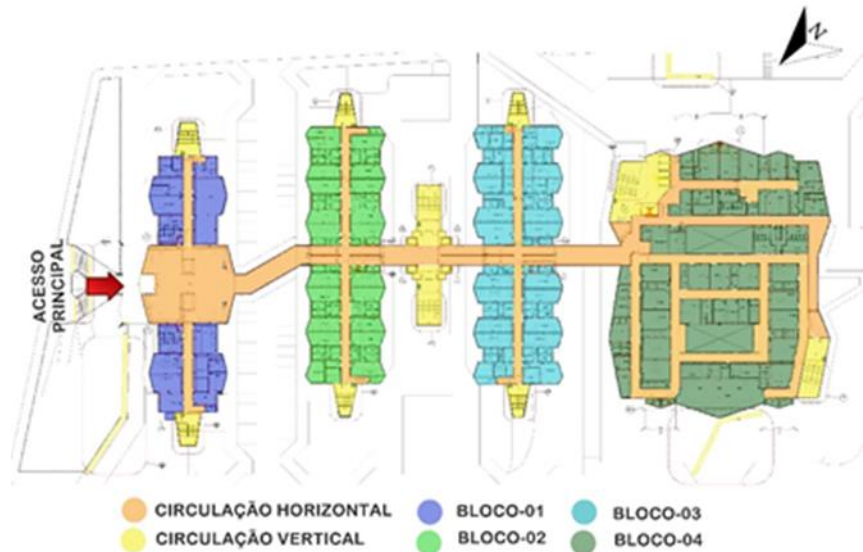 N
ACESSO
PRINCIPAL
CIRCULAÇÃO HORIZONTAL
BLOCO-01
BLOCO-03
CIRCULAÇÃO VERTICAL
BLOCO-02
BLOCO-04